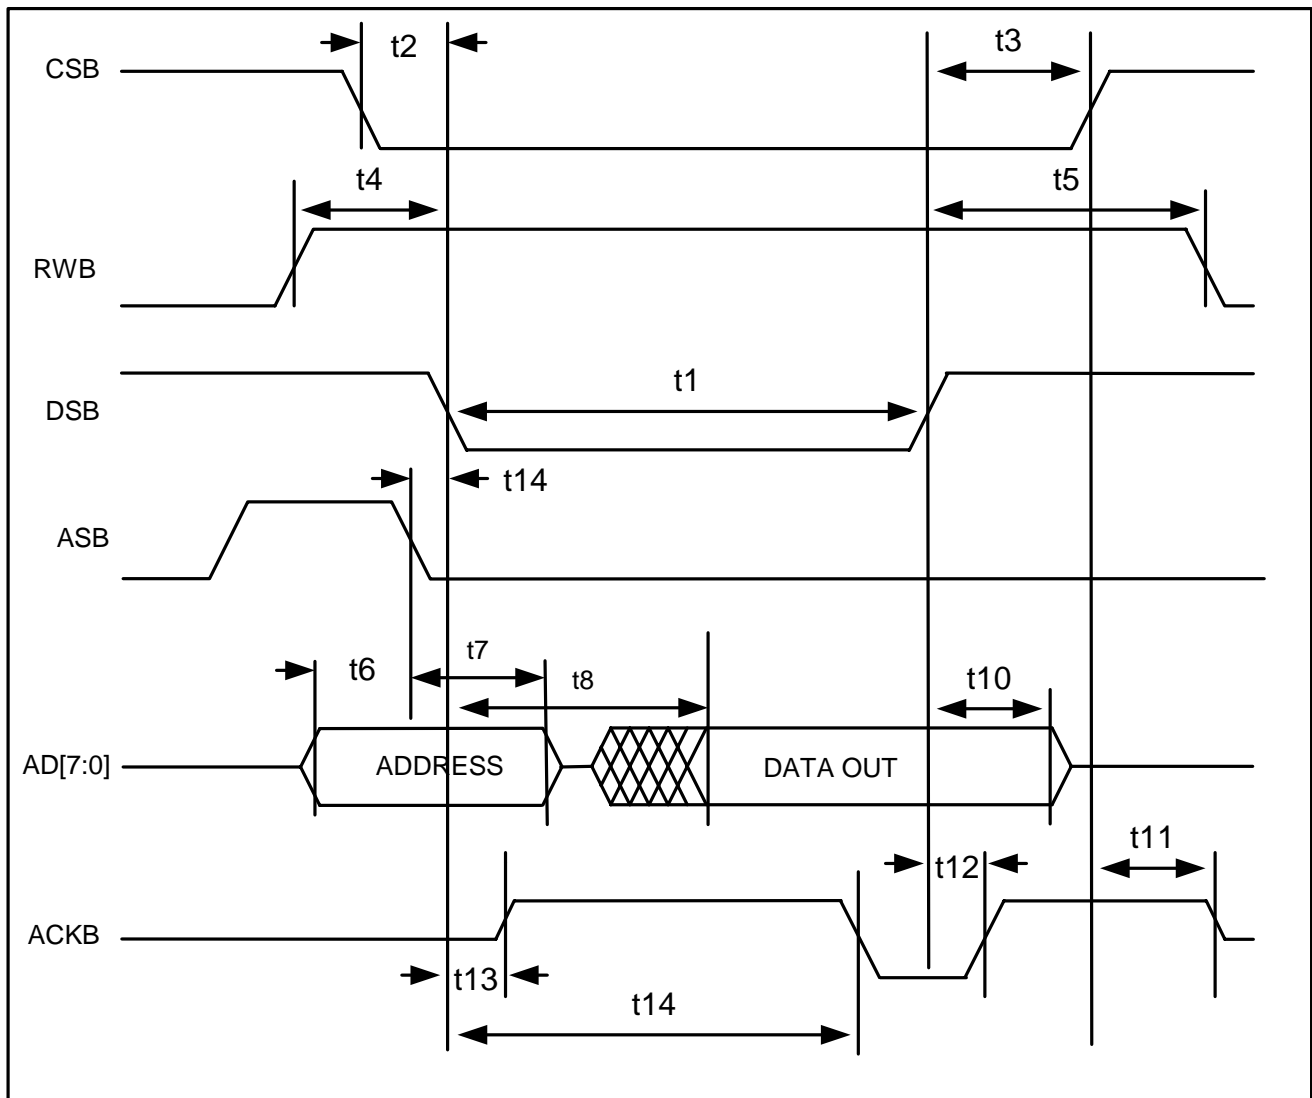 t2
t3
CSB
t4
t5
RWB
t1
DSB
t14
ASB
t6
t7
t8
t10
AD[7:0]
ADDRESS
DATA OUT
t11
t12
ACKB
t13
t14